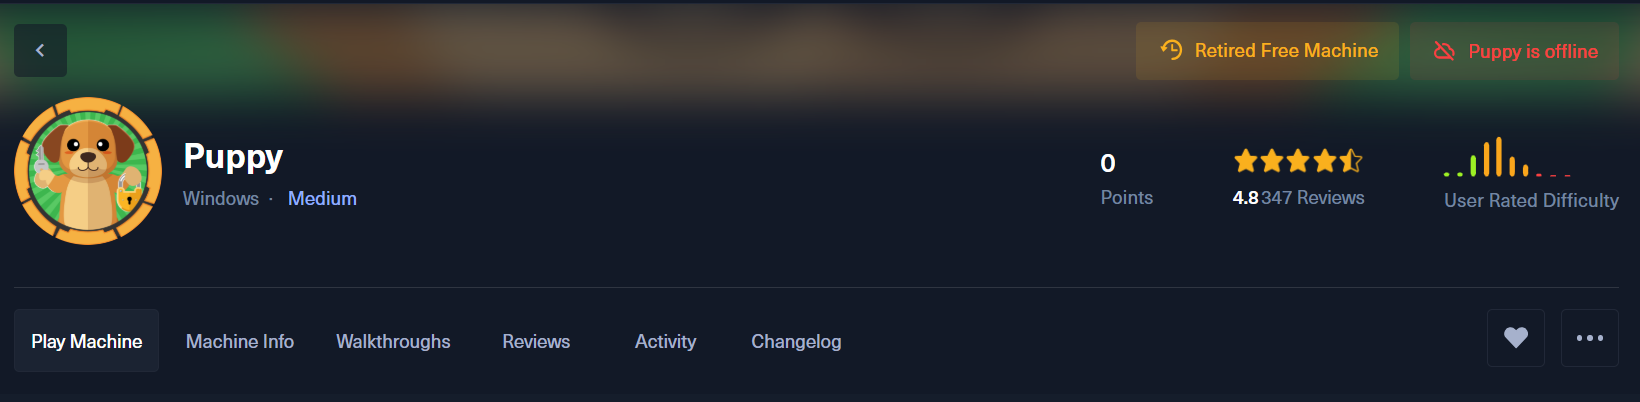 Retired Free Machine
Puppy is offline
Puppy
Windows · Medium
0
Points
4.8 347 Reviews
User Rated Difficulty
Play Machine
Machine Info
Walkthroughs
Reviews
Activity
Changelog